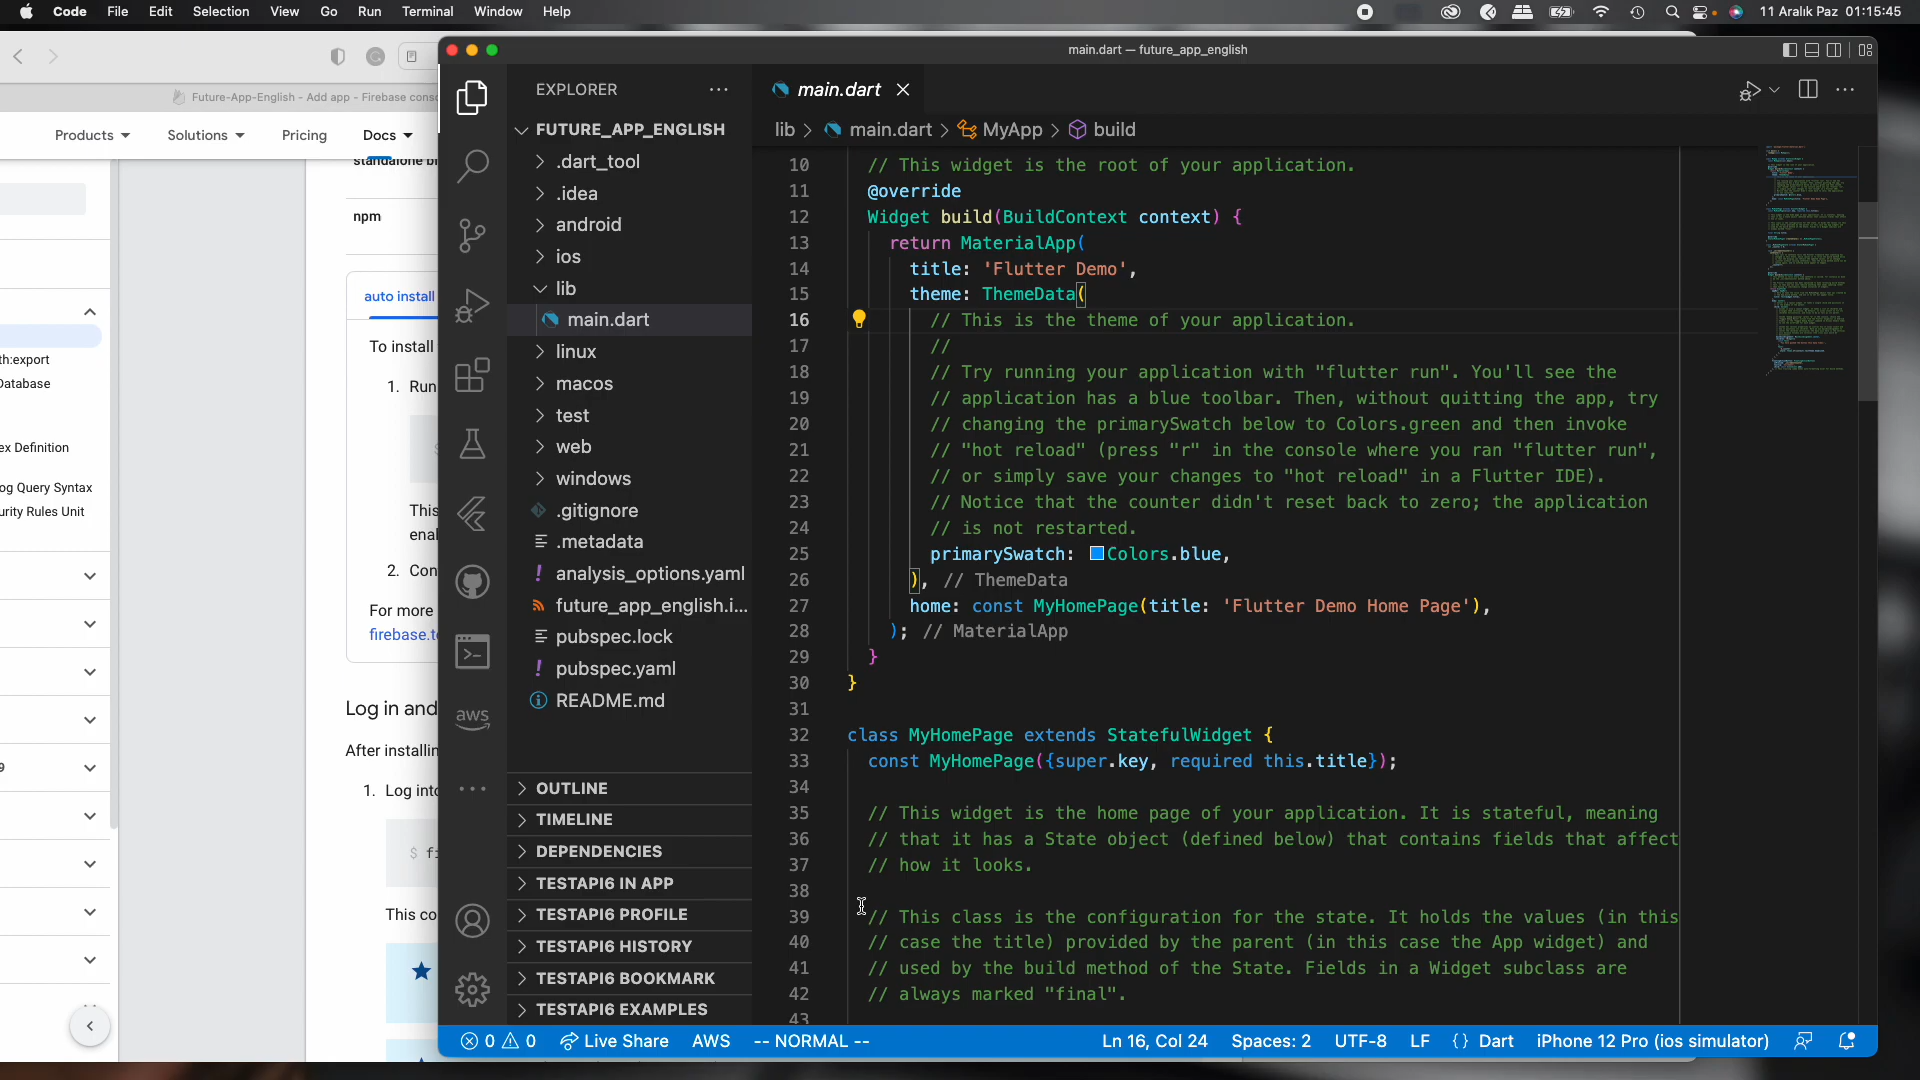 Code File Edit Selection View Go Run Terminal Window Help
11 Aralık Paz 01:15:45
Future-App-English - Add app - Firebase cons
Products Solutions Pricing Docs
npm
auto install
To install
1. Run
This
enal
2. Con
For more
firebase.t
Log in and
After installin
1. Log into
$ fi
This co
th:export
Database
ex Definition
og Query Syntax
urity Rules Unit
main.dart — future_app_english
EXPLORER
FUTURE_APP_ENGLISH
.dart_tool
.idea
android
ios
lib
main.dart
linux
macos
test
web
windows
.gitignore
.metadata
analysis_options.yaml
future_app_english.i...
pubspec.lock
pubspec.yaml
README.md
OUTLINE
TIMELINE
DEPENDENCIES
TESTAPI6 IN APP
TESTAPI6 PROFILE
TESTAPI6 HISTORY
TESTAPI6 BOOKMARK
TESTAPI6 EXAMPLES
aws
main.dart
lib > main.dart > MyApp > build
10 // This widget is the root of your application.
11 @override
12 Widget build(BuildContext context) {
13 return MaterialApp(
14 title: 'Flutter Demo',
15 theme: ThemeData(
16 // This is the theme of your application.
17 //
18 // Try running your application with "flutter run". You'll see the
19 // application has a blue toolbar. Then, without quitting the app, try
20 // changing the primarySwatch below to Colors.green and then invoke
21 // "hot reload" (press "r" in the console where you ran "flutter run",
22 // or simply save your changes to "hot reload" in a Flutter IDE).
23 // Notice that the counter didn't reset back to zero; the application
24 // is not restarted.
25 primarySwatch: Colors.blue,
26 ), // ThemeData
27 home: const MyHomePage(title: 'Flutter Demo Home Page'),
28 ); // MaterialApp
29 }
30 }
31
32 class MyHomePage extends StatefulWidget {
33 const MyHomePage({super.key, required this.title});
34
35 // This widget is the home page of your application. It is stateful, meaning
36 // that it has a State object (defined below) that contains fields that affect
37 // how it looks.
38
39 // This class is the configuration for the state. It holds the values (in this
40 // case the title) provided by the parent (in this case the App widget) and
41 // used by the build method of the State. Fields in a Widget subclass are
42 // always marked "final".
43
0 0 Live Share AWS -- NORMAL -- Ln 16, Col 24 Spaces: 2 UTF-8 LF {} Dart iPhone 12 Pro (ios simulator)